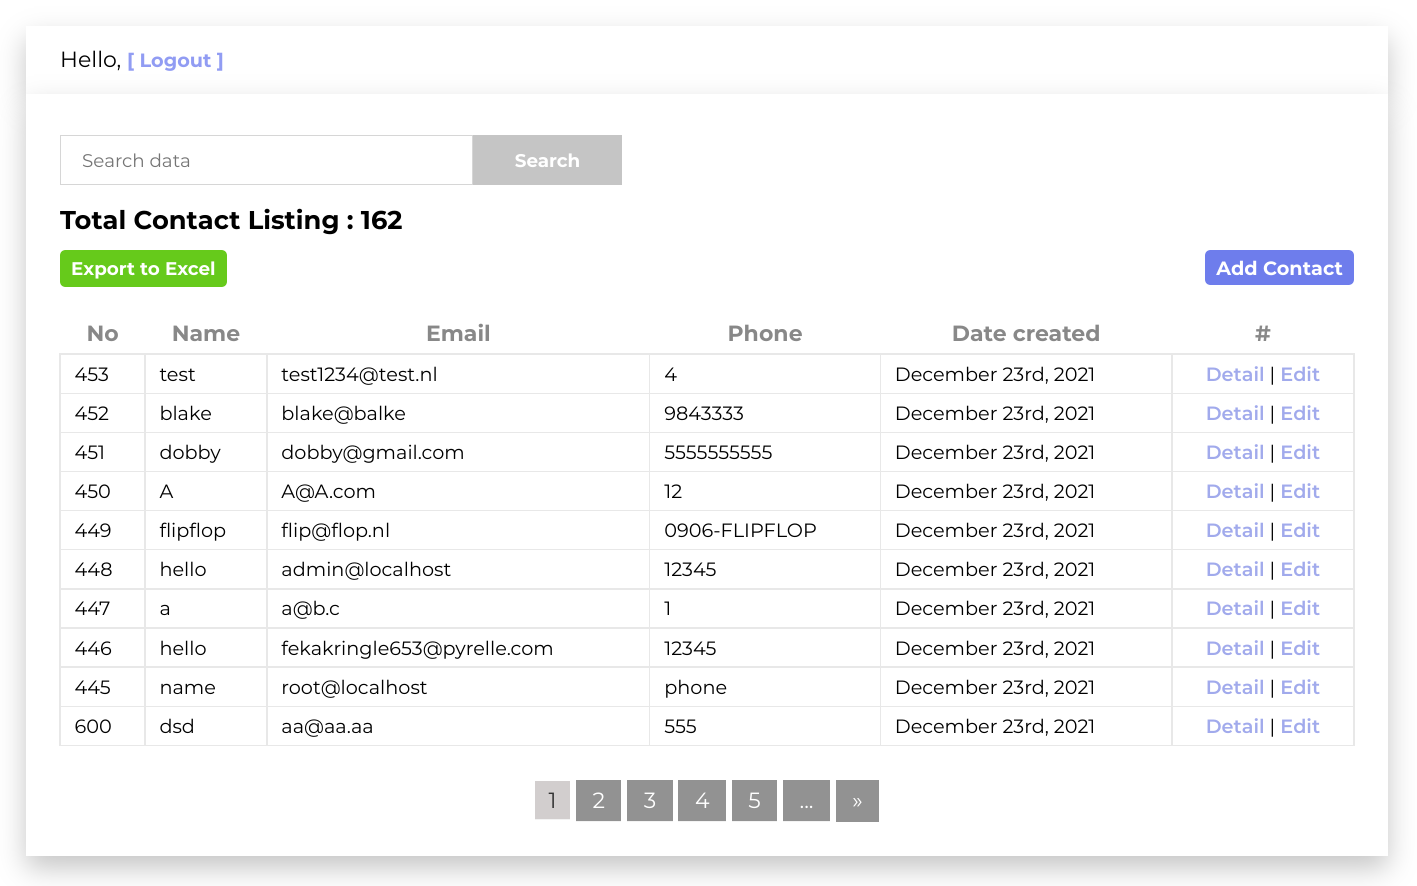 Hello, [ Logout ]
Search data Search
Total Contact Listing : 162
Export to Excel Add Contact
No Name Email Phone Date created #
453 test test1234@test.nl 4 December 23rd, 2021 Detail | Edit
452 blake blake@balke 9843333 December 23rd, 2021 Detail | Edit
451 dobby dobby@gmail.com 5555555555 December 23rd, 2021 Detail | Edit
450 A A@A.com 12 December 23rd, 2021 Detail | Edit
449 flipflop flip@flop.nl 0906-FLIPFLOP December 23rd, 2021 Detail | Edit
448 hello admin@localhost 12345 December 23rd, 2021 Detail | Edit
447 a a@b.c 1 December 23rd, 2021 Detail | Edit
446 hello fekakringle653@pyrelle.com 12345 December 23rd, 2021 Detail | Edit
445 name root@localhost phone December 23rd, 2021 Detail | Edit
600 dsd aa@aa.aa 555 December 23rd, 2021 Detail | Edit
1 2 3 4 5 ... »